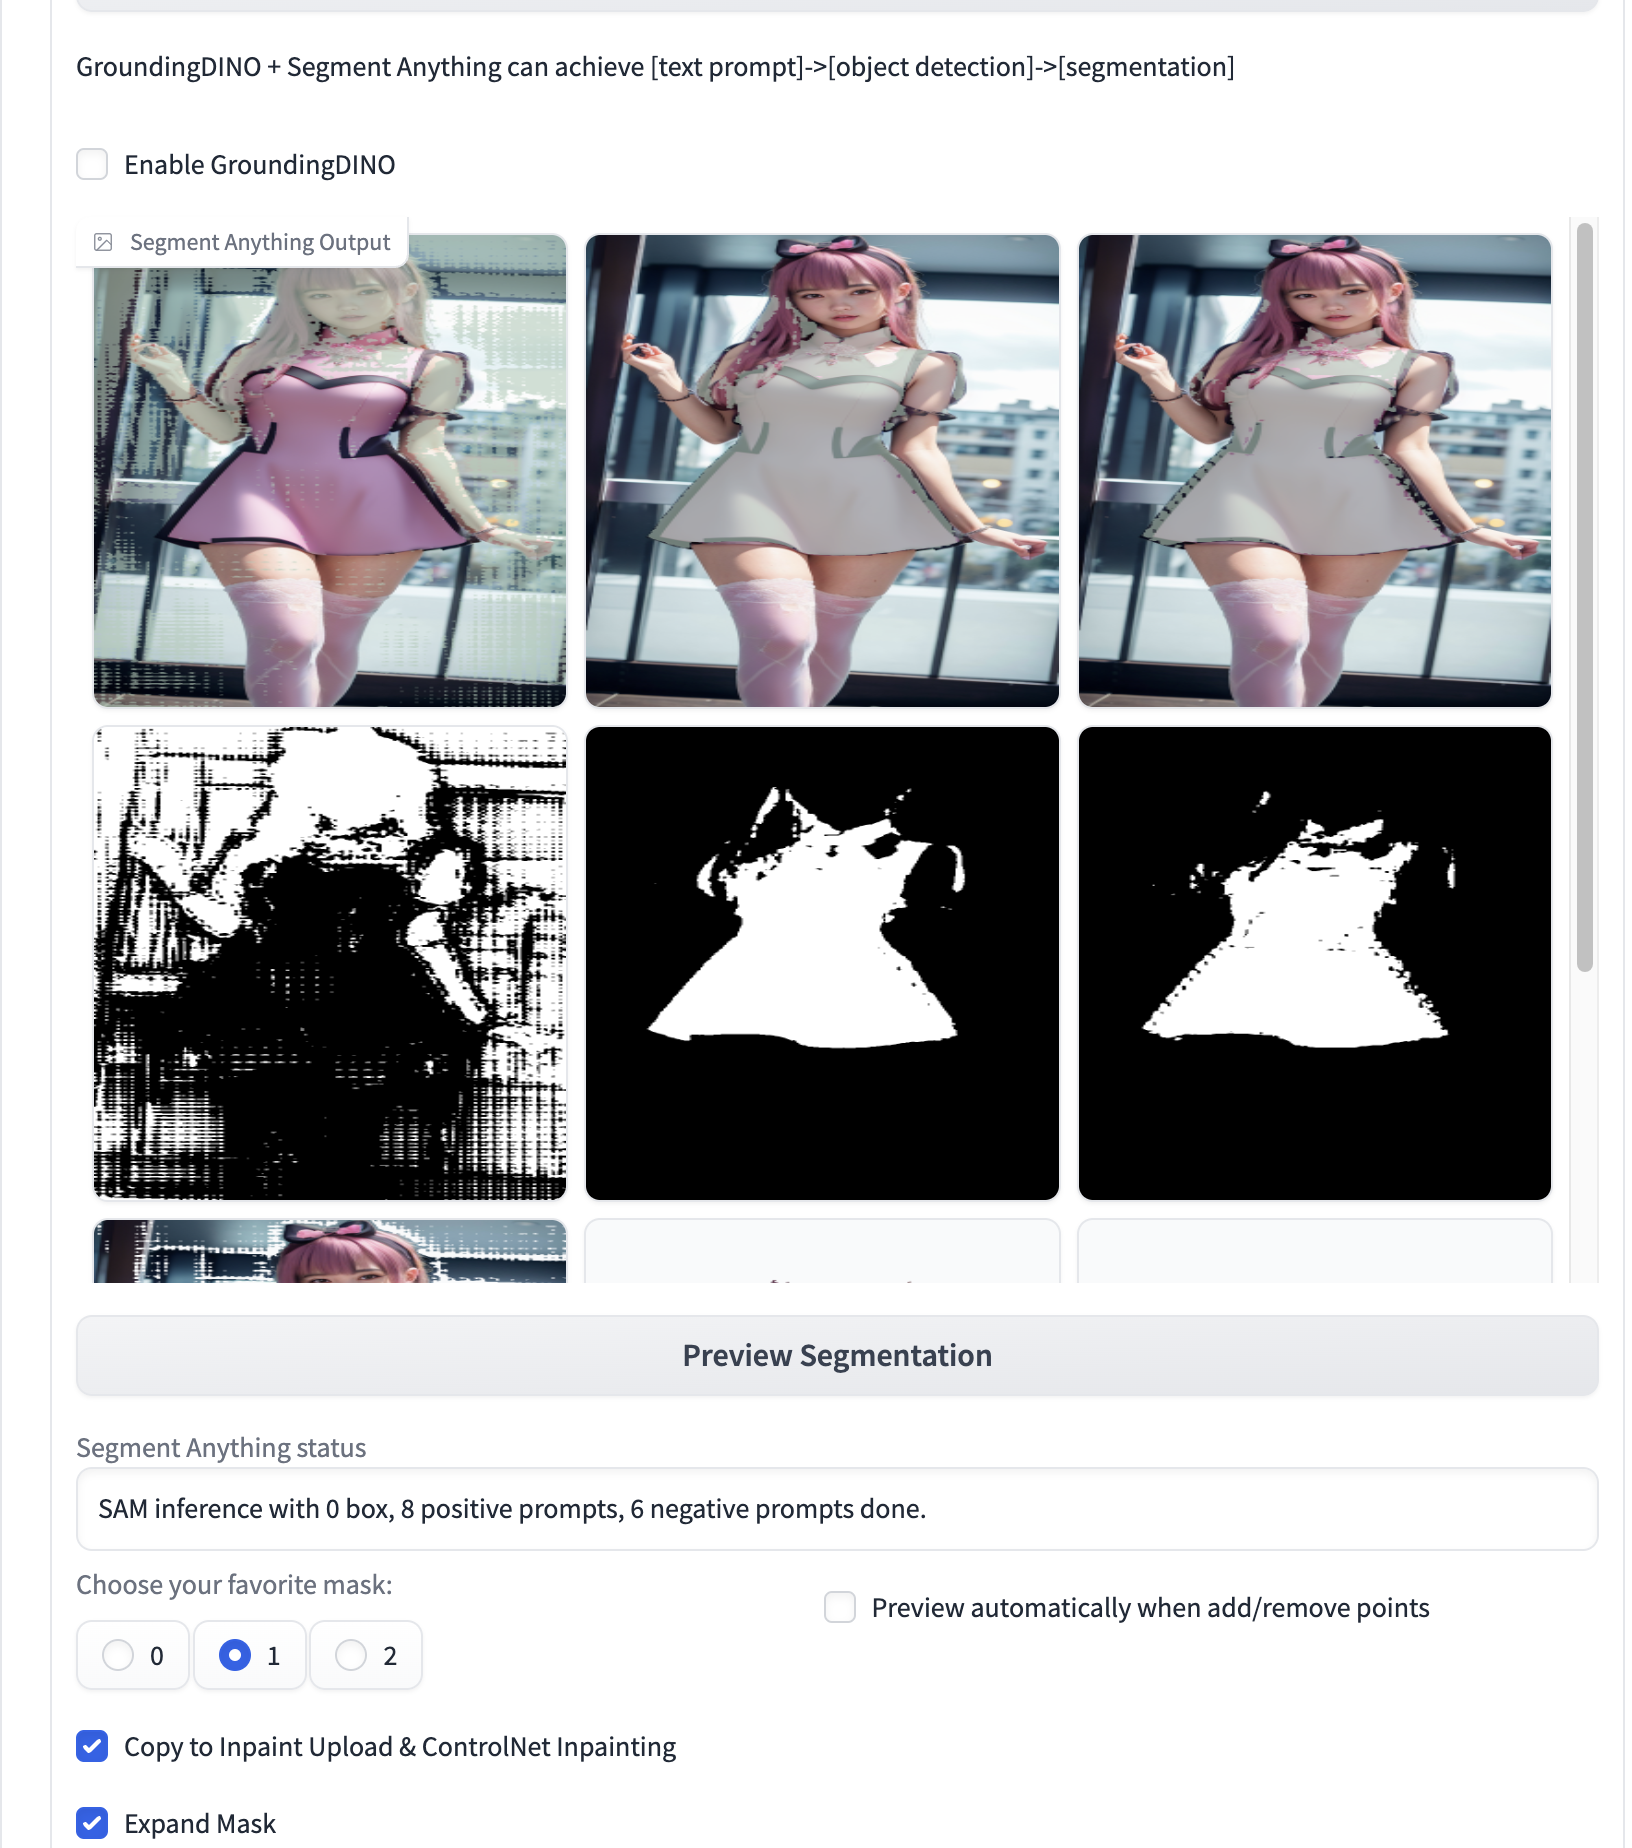 GroundingDINO + Segment Anything can achieve [text prompt]->[object detection]->[segmentation]
Enable GroundingDINO
Segment Anything Output
Preview Segmentation
Segment Anything status
SAM inference with 0 box, 8 positive prompts, 6 negative prompts done.
Choose your favorite mask:
Preview automatically when add/remove points
0 1 2
Copy to Inpaint Upload & ControlNet Inpainting
Expand Mask